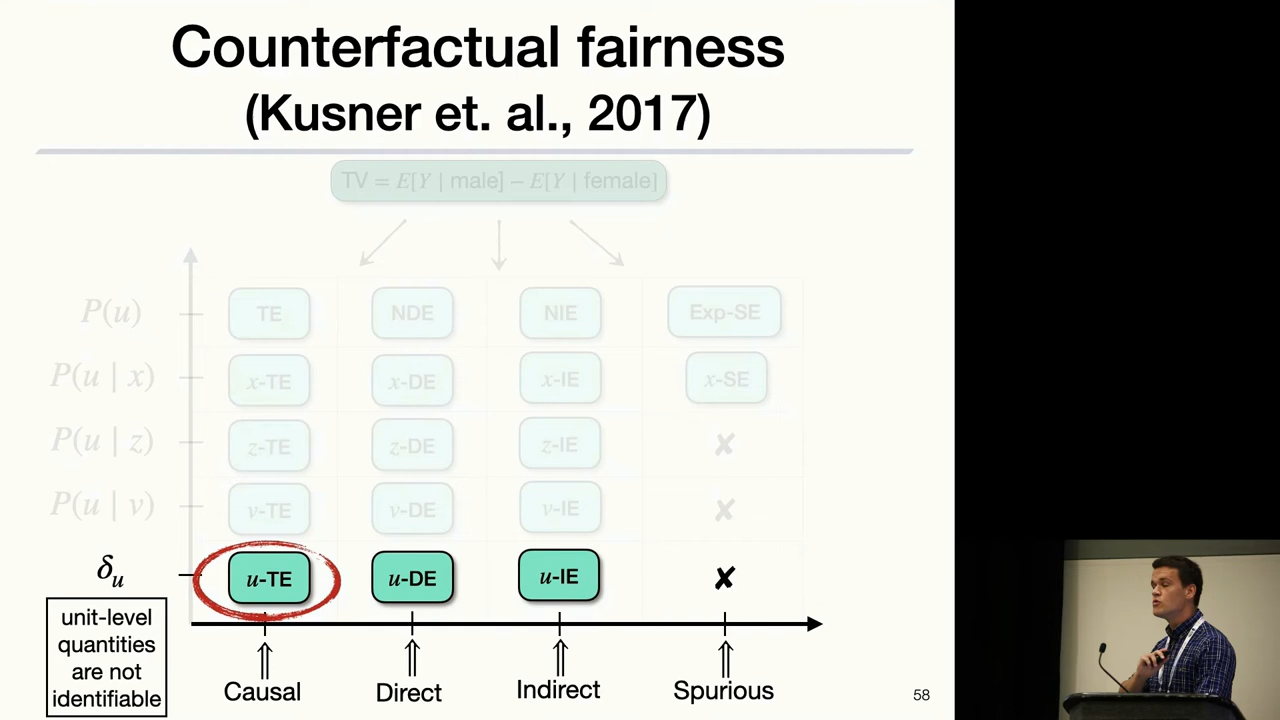 Counterfactual fairness
(Kusner et. al., 2017)
TV = E[Y | male] − E[Y | female]
P(u) TE NDE NIE Exp-SE
P(u | x) x-TE x-DE x-IE x-SE
P(u | z) z-TE z-DE z-IE ✘
P(u | v) v-TE v-DE v-IE ✘
δu u-TE u-DE u-IE ✘
unit-level
quantities
are not
identifiable
Causal Direct Indirect Spurious
58